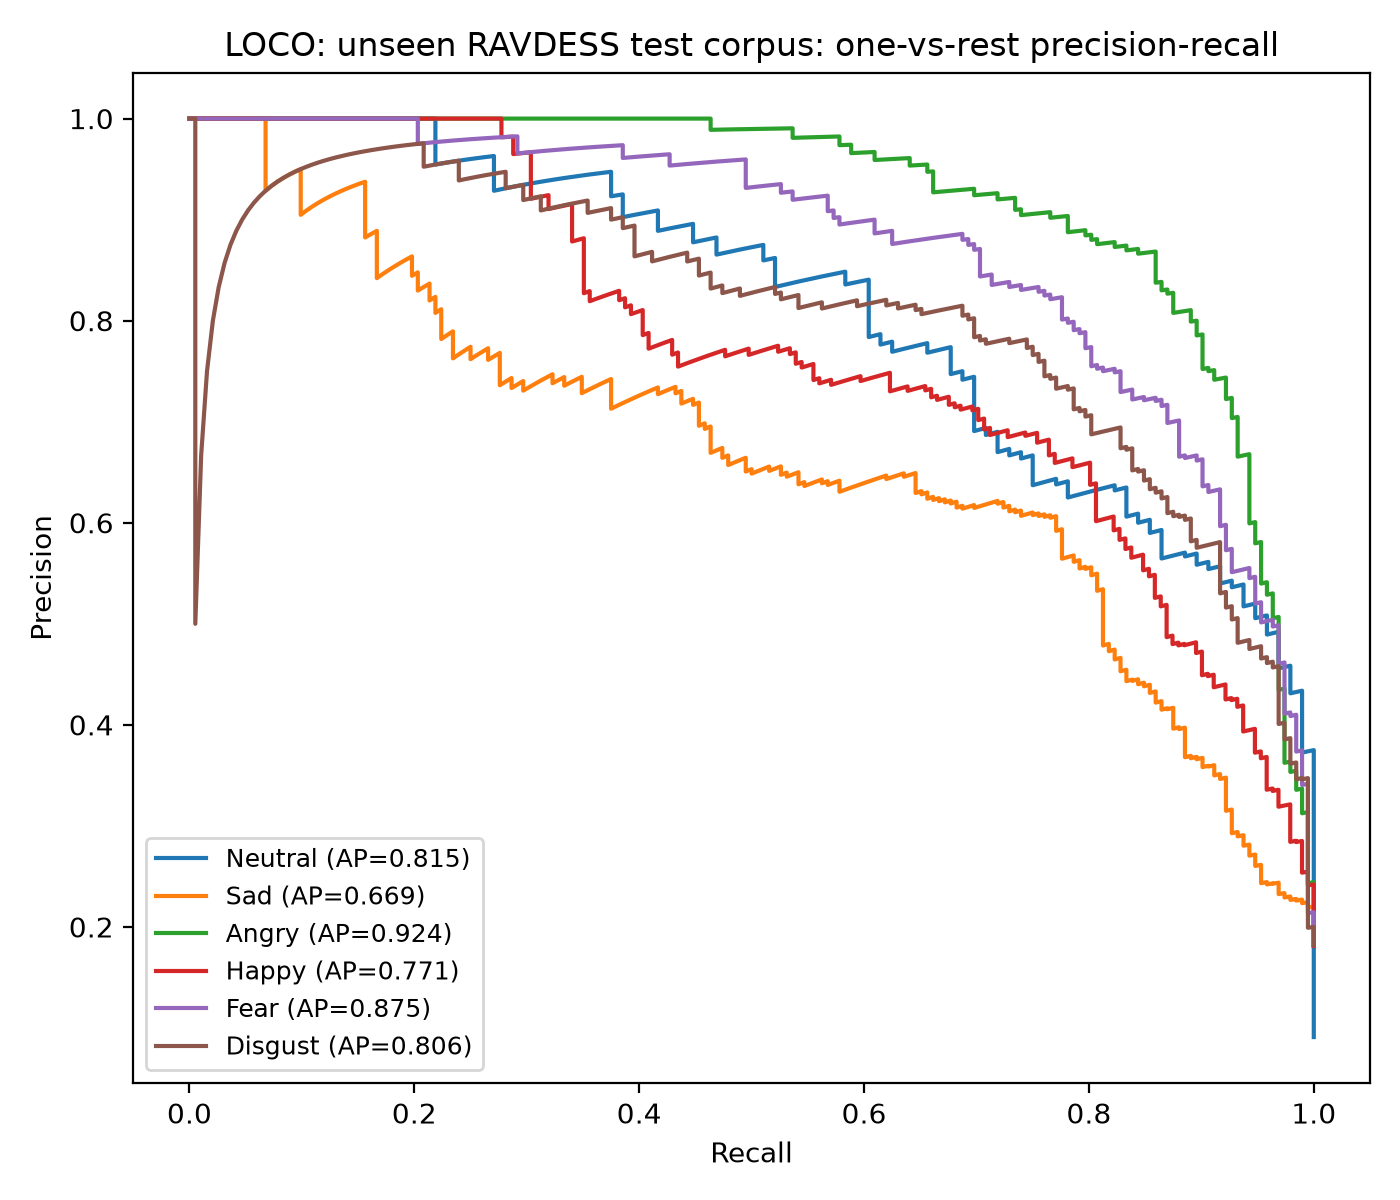 LOCO: unseen RAVDESS test corpus: one-vs-rest precision-recall
Precision
1.0
0.8
0.6
0.4
0.2
Neutral (AP=0.815)
Sad (AP=0.669)
Angry (AP=0.924)
Happy (AP=0.771)
Fear (AP=0.875)
Disgust (AP=0.806)
0.0 0.2 0.4 0.6 0.8 1.0
Recall